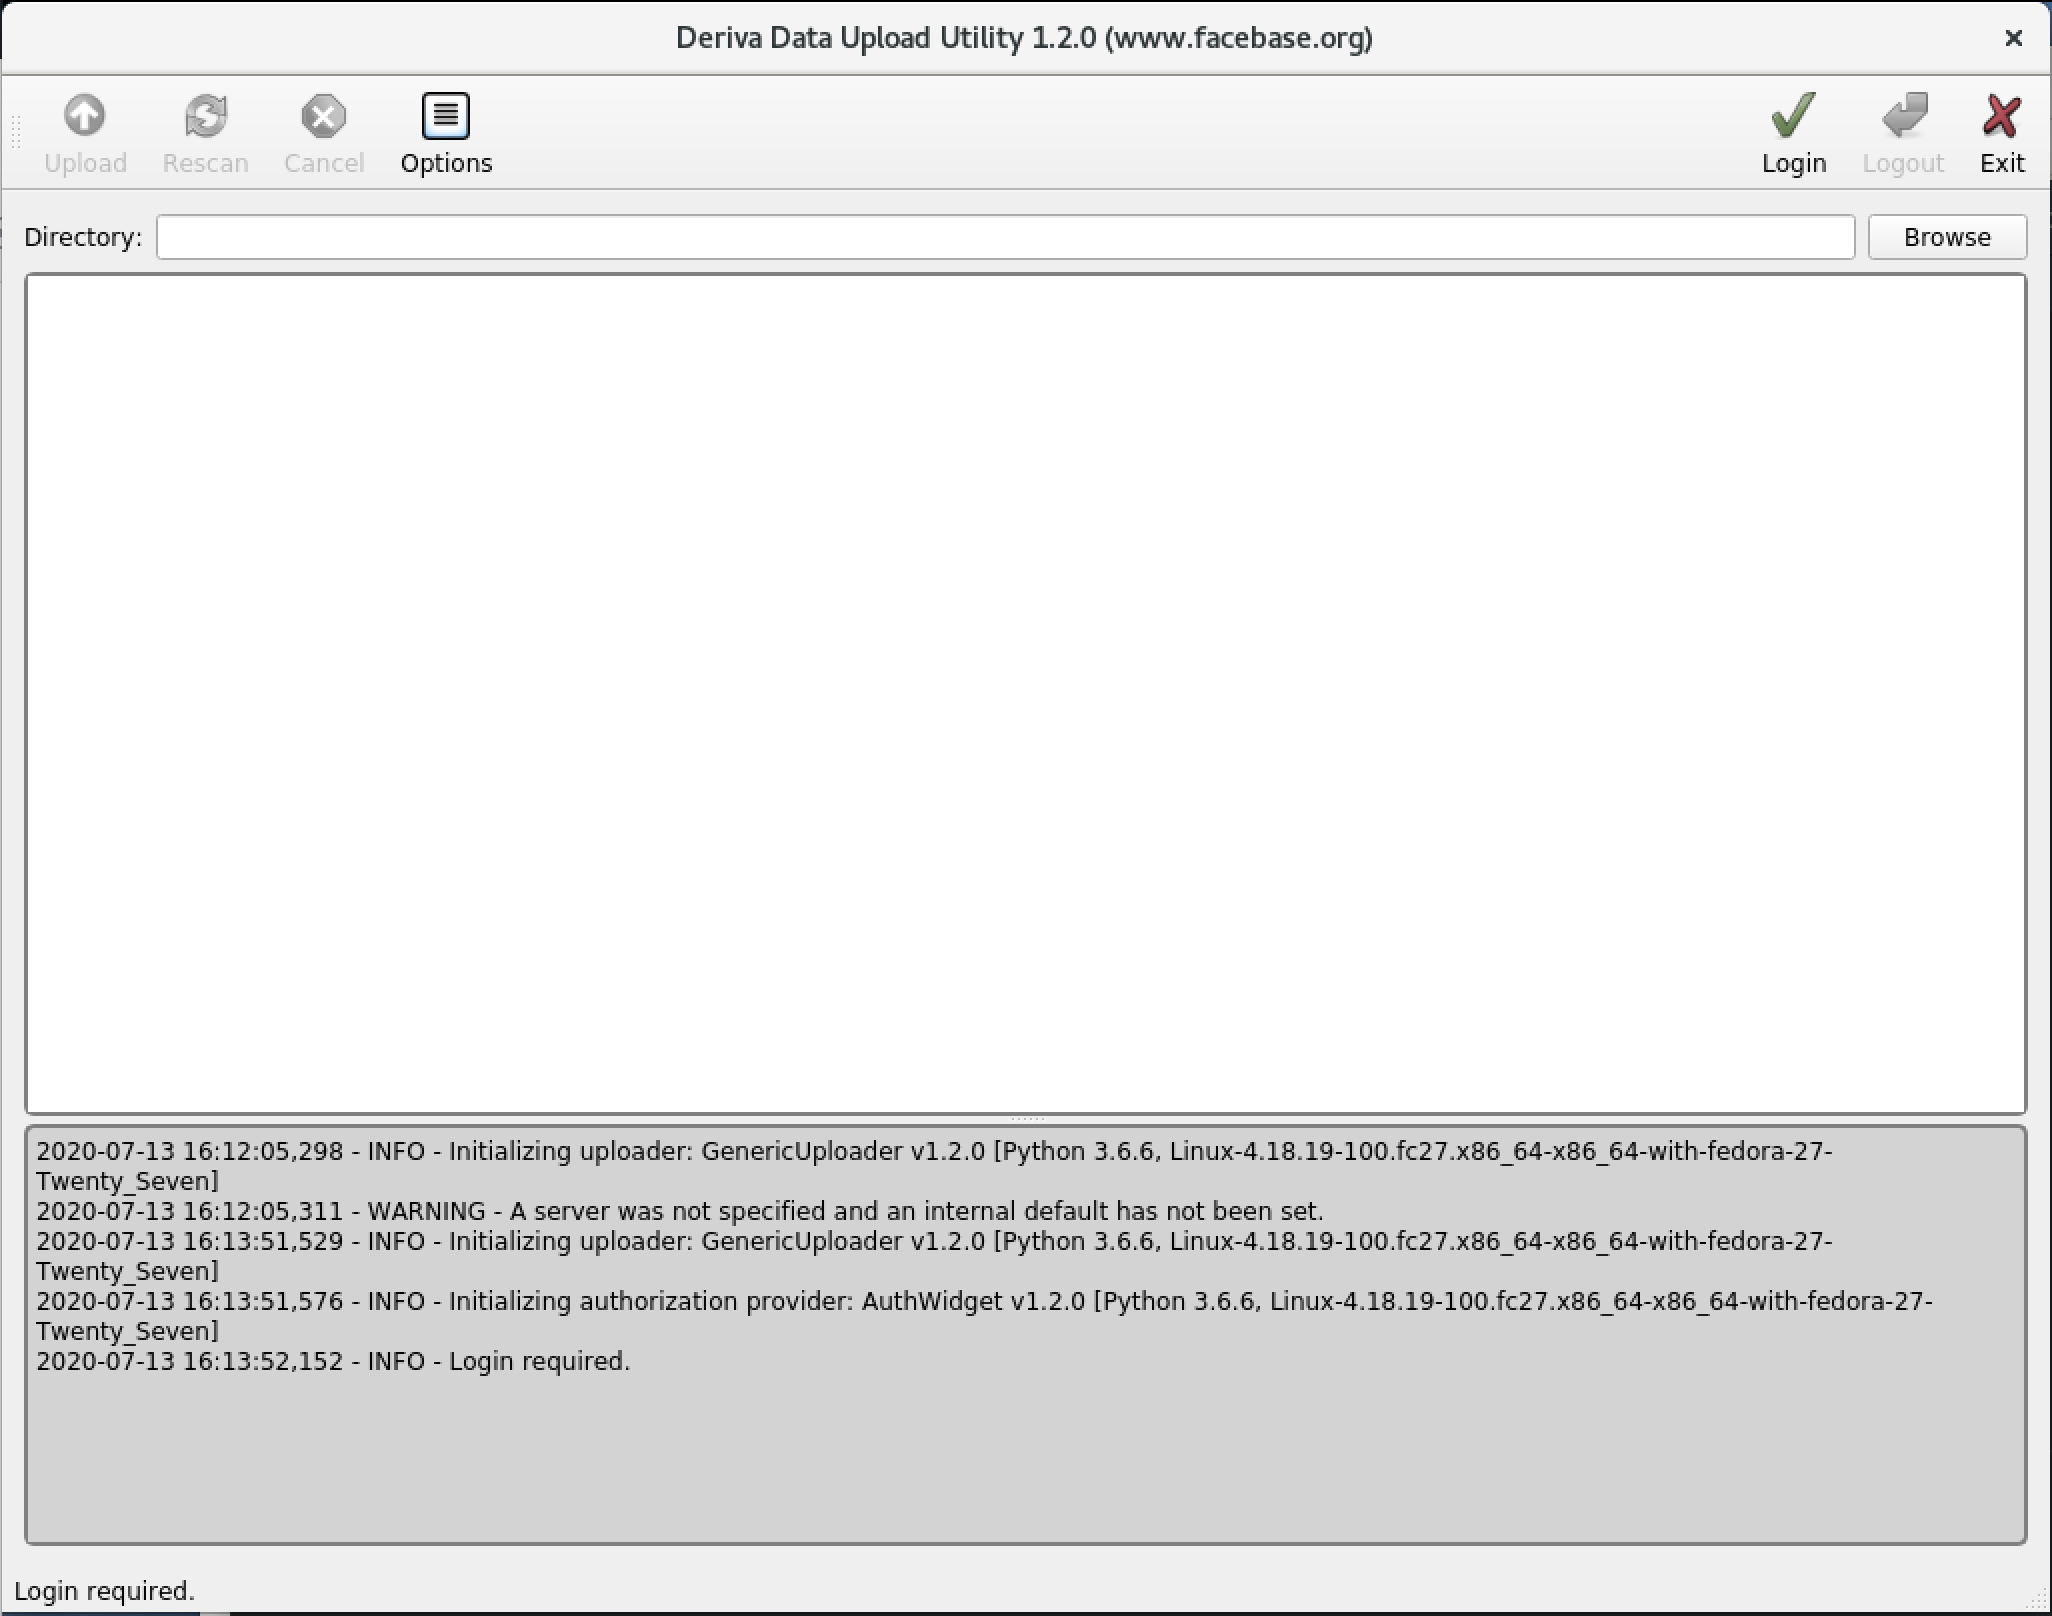 Deriva Data Upload Utility 1.2.0 (www.facebase.org)
Upload Rescan Cancel Options Login Logout Exit
Directory: Browse
2020-07-13 16:12:05,298 - INFO - Initializing uploader: GenericUploader v1.2.0 [Python 3.6.6, Linux-4.18.19-100.fc27.x86_64-x86_64-with-fedora-27-
Twenty_Seven]
2020-07-13 16:12:05,311 - WARNING - A server was not specified and an internal default has not been set.
2020-07-13 16:13:51,529 - INFO - Initializing uploader: GenericUploader v1.2.0 [Python 3.6.6, Linux-4.18.19-100.fc27.x86_64-x86_64-with-fedora-27-
Twenty_Seven]
2020-07-13 16:13:51,576 - INFO - Initializing authorization provider: AuthWidget v1.2.0 [Python 3.6.6, Linux-4.18.19-100.fc27.x86_64-x86_64-with-fedora-27-
Twenty_Seven]
2020-07-13 16:13:52,152 - INFO - Login required.
Login required.